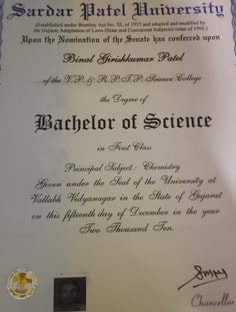 Sardar Patel University
(Established under Bombay Act No. XL of 1955 and adapted and modified by
the Gujarat Adaptation of Laws (State and Concurrent Subjects) order of 1960.)
Upon the Nomination of the Senate has conferred upon
Binal Girishkumar Patel
of the V.P. & R.P.T.P. Science College
the Degree of
Bachelor of Science
in First Class
Principal Subject : Chemistry
Given under the Seal of the University at
Vallabh Vidyanagar in the State of Gujarat
on this fifteenth day of December in the year
Two Thousand Ten.
Chancellor